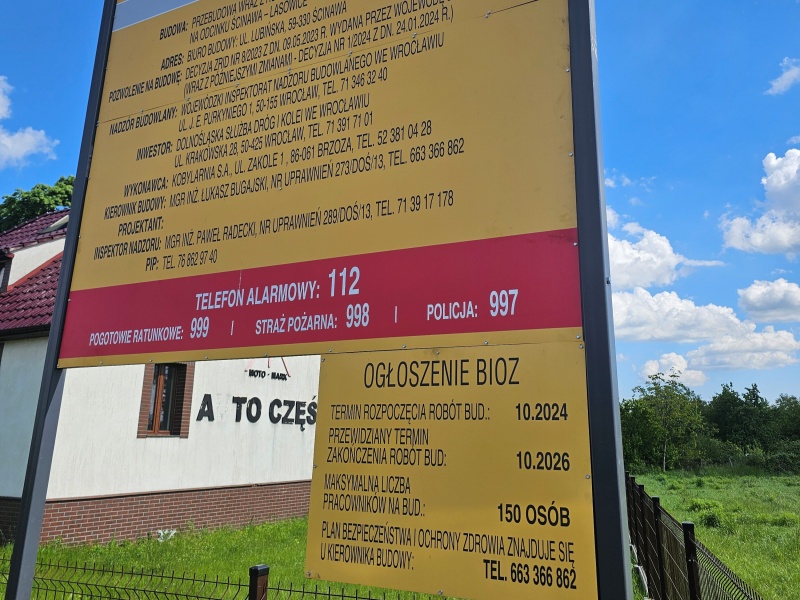 BUDOWA: PRZEBUDOWA WRAZ Z
NA ODCINKU ŚCINAWA - LASOWICE
ADRES: BIURO BUDOWY: UL. LUBIŃSKA, 59-330 ŚCINAWA
POZWOLENIE NA BUDOWĘ: DECYZJA ZRID NR 8/2023 Z DN. 09.05.2023 R. WYDANA PRZEZ WOJEWODĘ
(WRAZ Z PÓŹNIEJSZYMI ZMIANAMI - DECYZJA NR 1/2024 Z DN. 24.01.2024 R.)
NADZÓR BUDOWLANY: WOJEWÓDZKI INSPEKTORAT NADZORU BUDOWLANEGO WE WROCŁAWIU
UL. J. E. PURKYNIEGO 1, 50-155 WROCŁAW, TEL. 71 346 32 40
INWESTOR: DOLNOŚLĄSKA SŁUŻBA DRÓG I KOLEI WE WROCŁAWIU
UL. KRAKOWSKA 28, 50-425 WROCŁAW, TEL. 71 391 71 01
WYKONAWCA: KOBYLARNIA S.A., UL. ZAKOLE 1, 86-061 BRZOZA, TEL. 52 381 04 28
KIEROWNIK BUDOWY: MGR INŻ. ŁUKASZ BUGAJSKI, NR UPRAWNIEŃ 273/DOŚ/13, TEL. 663 366 862
PROJEKTANT:
INSPEKTOR NADZORU: MGR INŻ. PAWEŁ RADECKI, NR UPRAWNIEŃ 289/DOŚ/13, TEL. 71 39 17 178
PIP: TEL. 76 862 97 40
TELEFON ALARMOWY: 112
POGOTOWIE RATUNKOWE: 999 | STRAŻ POŻARNA: 998 | POLICJA: 997
OGŁOSZENIE BIOZ
TERMIN ROZPOCZĘCIA ROBÓT BUD.: 10.2024
PRZEWIDZIANY TERMIN
ZAKOŃCZENIA ROBÓT BUD: 10.2026
MAKSYMALNA LICZBA
PRACOWNIKÓW NA BUD.: 150 OSÓB
PLAN BEZPIECZEŃSTWA I OCHRONY ZDROWIA ZNAJDUJE SIĘ
U KIEROWNIKA BUDOWY: TEL. 663 366 862
MOTO - MARK
A TO CZĘŚ